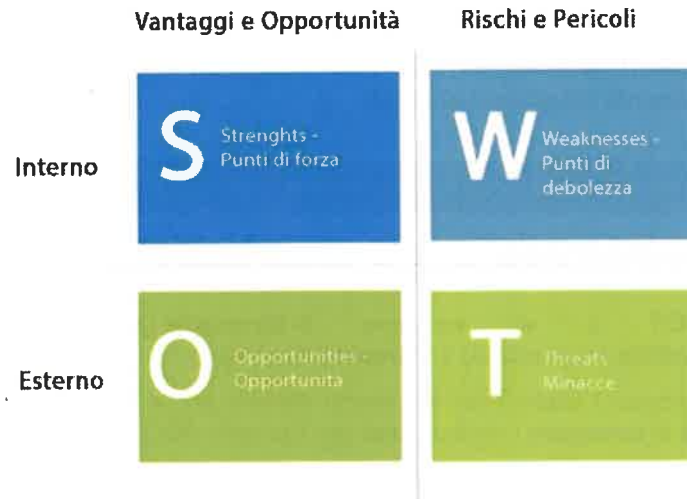 Vantaggi e Opportunità
Rischi e Pericoli
Interno
S
Strenghts -
Punti di forza
W
Weaknesses -
Punti di
debolezza
Esterno
O
Opportunities -
Opportunità
T
Threats
Minacce